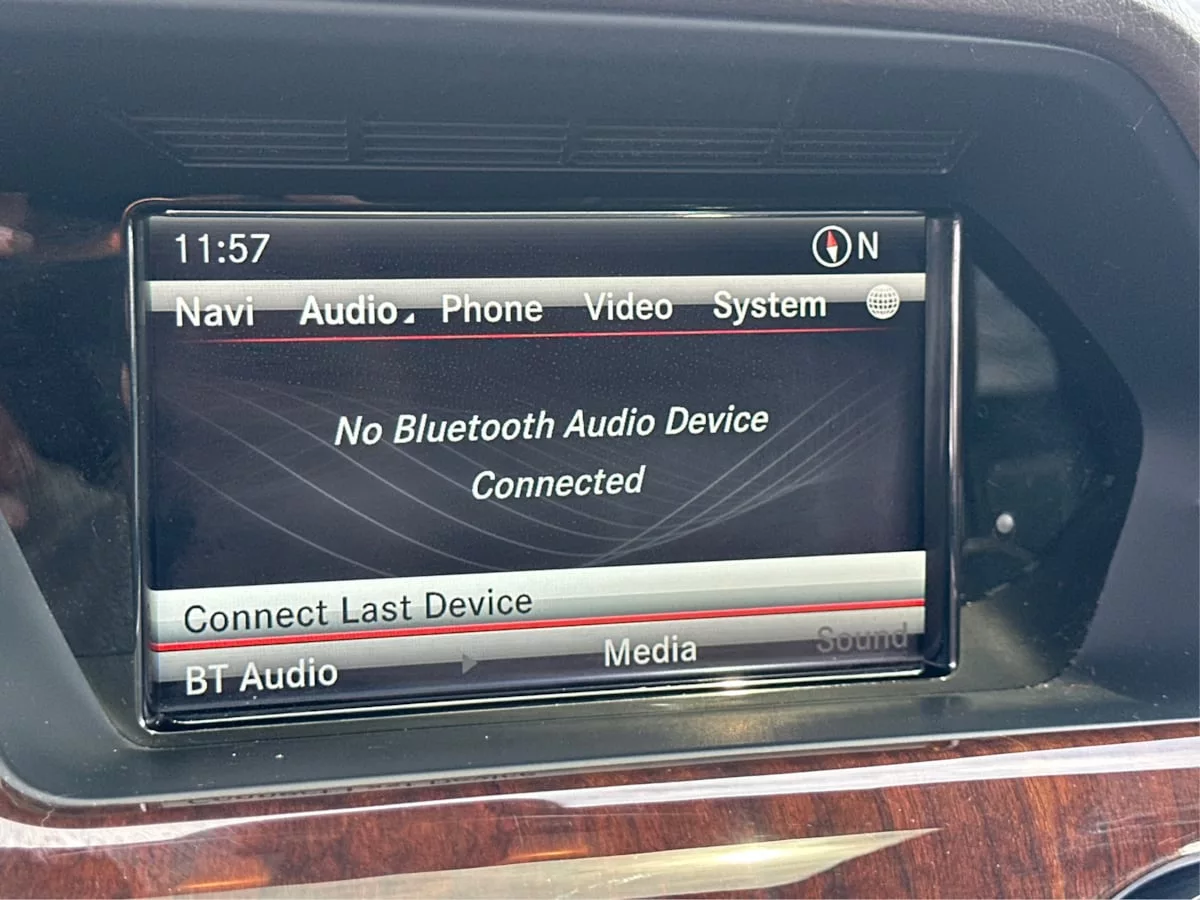 11:57 N
Navi Audio Phone Video System
No Bluetooth Audio Device
Connected
Connect Last Device
BT Audio Media Sound